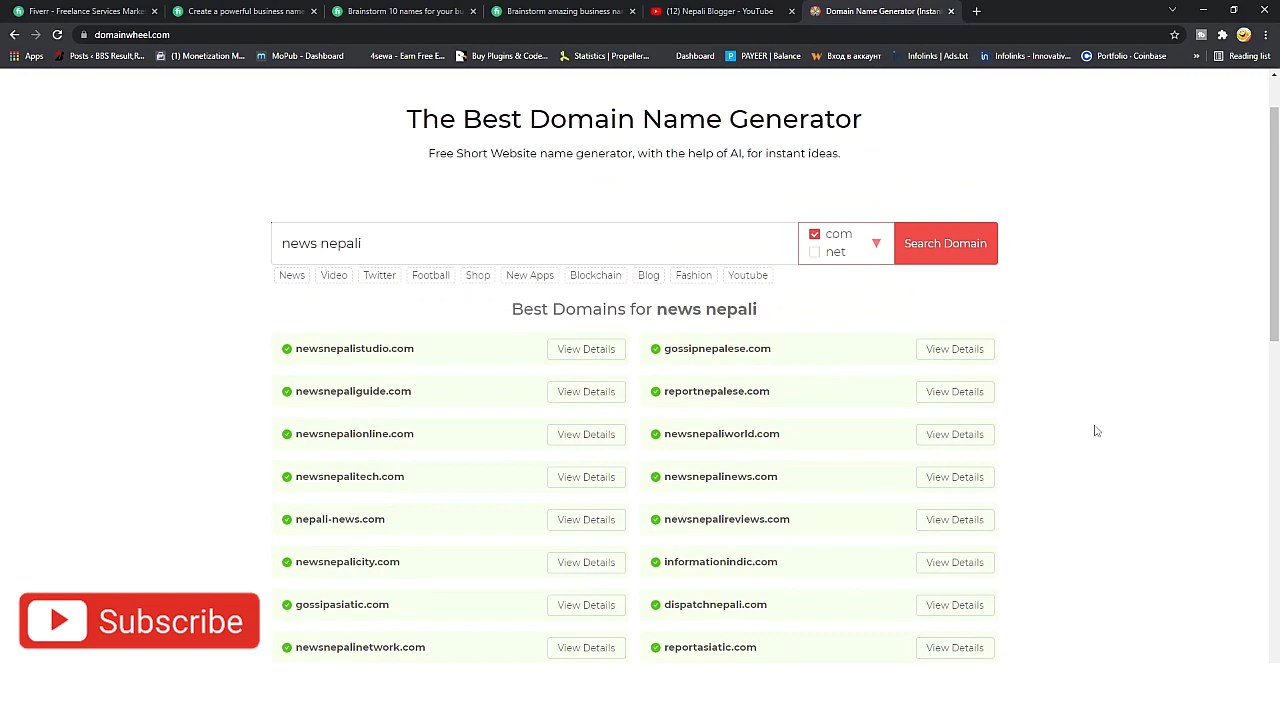 Fiverr - Freelance Services Market
Create a powerful business name
Brainstorm 10 names for your bu
Brainstorm amazing business na
(12) Nepali Blogger - YouTube
Domain Name Generator (Instant
domainwheel.com
Apps
Posts ‹ BBS Result,R...
(1) Monetization M...
MoPub - Dashboard
4sewa - Earn Free E...
Buy Plugins & Code...
Statistics | Propeller...
Dashboard
PAYEER | Balance
Вход в аккаунт
Infolinks | Ads.txt
Infolinks - Innovativ...
Portfolio - Coinbase
»
Reading list
The Best Domain Name Generator
Free Short Website name generator, with the help of AI, for instant ideas.
news nepali
com
net
Search Domain
News Video Twitter Football Shop New Apps Blockchain Blog Fashion Youtube
Best Domains for news nepali
newsnepalistudio.com View Details gossipnepalese.com View Details
newsnepaliguide.com View Details reportnepalese.com View Details
newsnepalionline.com View Details newsnepaliworld.com View Details
newsnepalitech.com View Details newsnepalinews.com View Details
nepali-news.com View Details newsnepalireviews.com View Details
newsnepalicity.com View Details informationindic.com View Details
gossipasiatic.com View Details dispatchnepali.com View Details
newsnepalinetwork.com View Details reportasiatic.com View Details
Subscribe